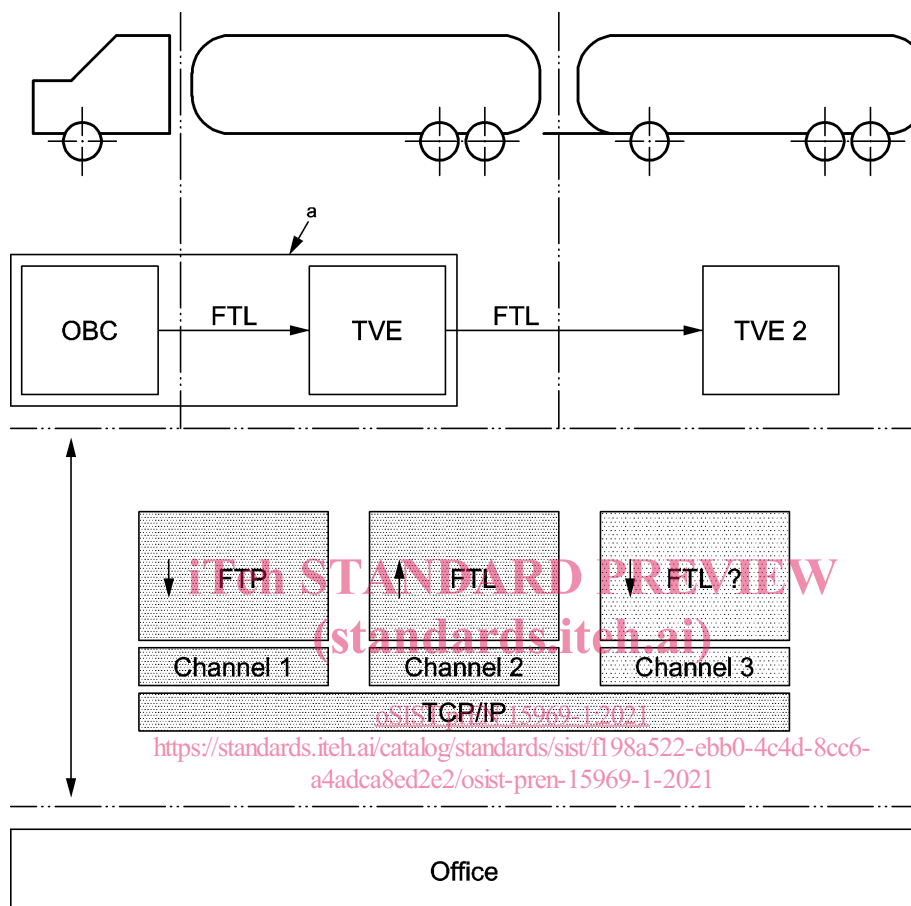 a
OBC
FTL
TVE
FTL
TVE 2
FTP
FTL
FTL ?
iTeh STANDARD PREVIEW
(standards.iteh.ai)
Channel 1
Channel 2
Channel 3
TCP/IP
oSIST prEN 15969-1:2021
https://standards.iteh.ai/catalog/standards/sist/f198a522-ebb0-4c4d-8cc6-
a4adca8ed2e2/osist-pren-15969-1-2021
Office